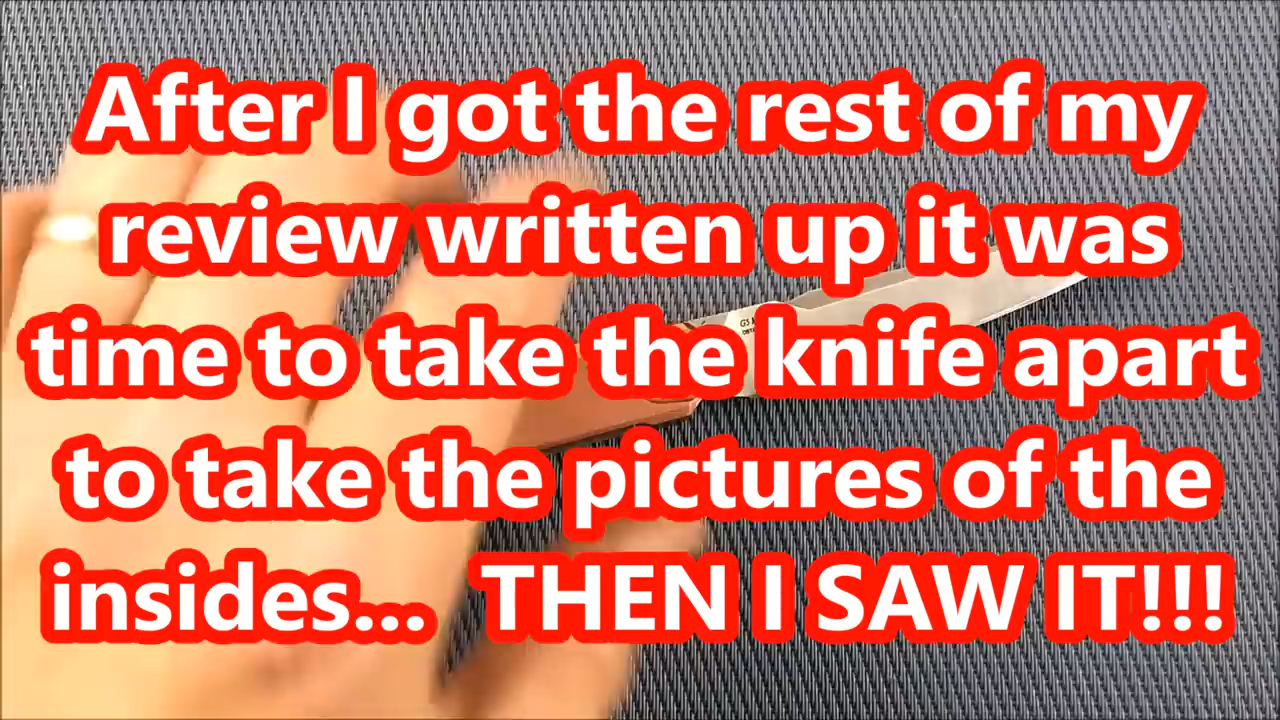 After I got the rest of my
review written up it was
time to take the knife apart
to take the pictures of the
insides... THEN I SAW IT!!!